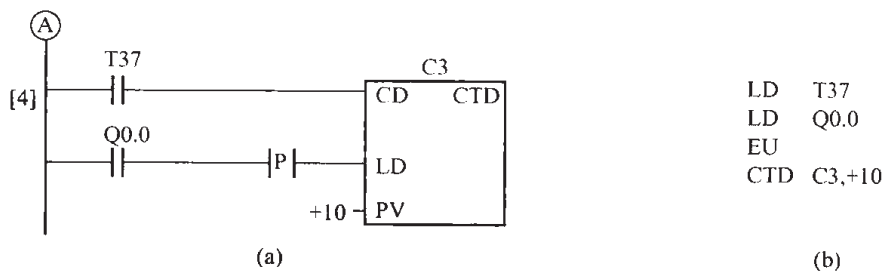 A
T37
C3
[4]
CD CTD
Q0.0
P
LD
+10 PV
(a)
LD T37
LD Q0.0
EU
CTD C3,+10
(b)